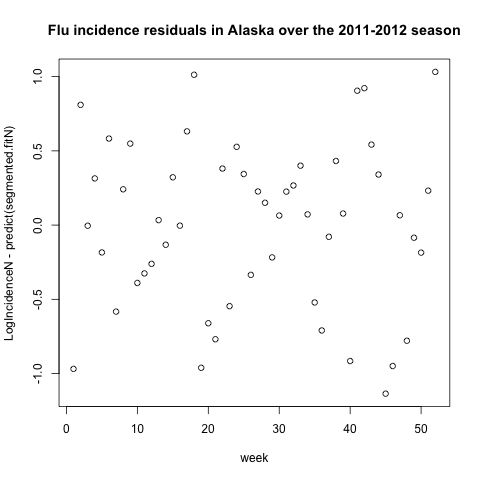 Flu incidence residuals in Alaska over the 2011-2012 season
LogIncidenceN - predict(segmented.fitN)
1.0
0.5
0.0
-0.5
-1.0
0 10 20 30 40 50
week